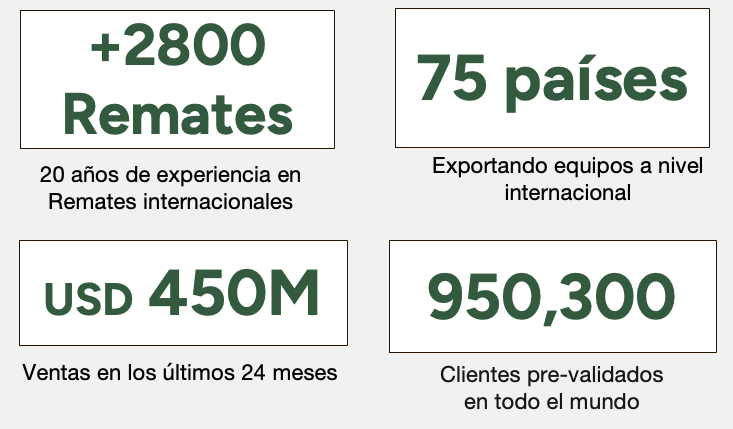 +2800
Remates
20 años de experiencia en
Remates internacionales
75 países
Exportando equipos a nivel
internacional
USD 450M
Ventas en los últimos 24 meses
950,300
Clientes pre-validados
en todo el mundo